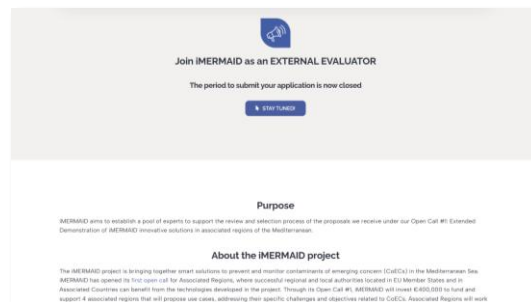 Join iMERMAID as an EXTERNAL EVALUATOR
The period to submit your application is now closed
STAY TUNED!
Purpose
iMERMAID aims to establish a pool of experts to support the review and selection process of the proposals we receive under our Open Call #1: Extended
Demonstration of iMERMAID innovative solutions in associated regions of the Mediterranean.
About the iMERMAID project
The iMERMAID project is bringing together smart solutions to prevent and monitor contaminants of emerging concern (CoECs) in the Mediterranean Sea.
iMERMAID has opened its first open call for Associated Regions, where successful regional and local authorities located in EU Member States and in
Associated Countries can benefit from the technologies developed in the project. Through its Open Call #1, iMERMAID will invest €400,000 to fund and
support 4 associated regions that will propose use cases, addressing their specific challenges and objectives related to CoECs. Associated Regions will work